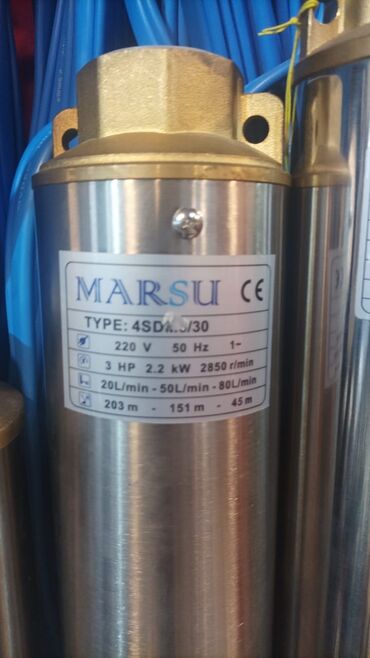 MARSU CE
TYPE:
220 V 50 Hz 1~
3 HP 2.2 kW 2850 r/min
20L/min - 50L/min - 80L/min
203 m - 151 m - 45 m